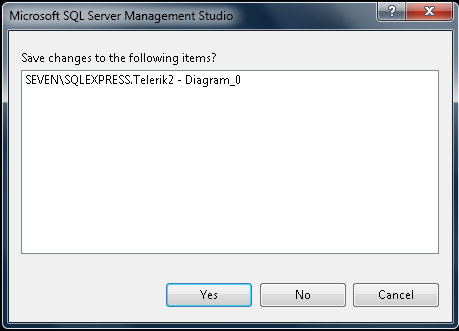 Microsoft SQL Server Management Studio
Save changes to the following items?
SEVEN\SQLEXPRESS.Telerik2 - Diagram_0
Yes No Cancel